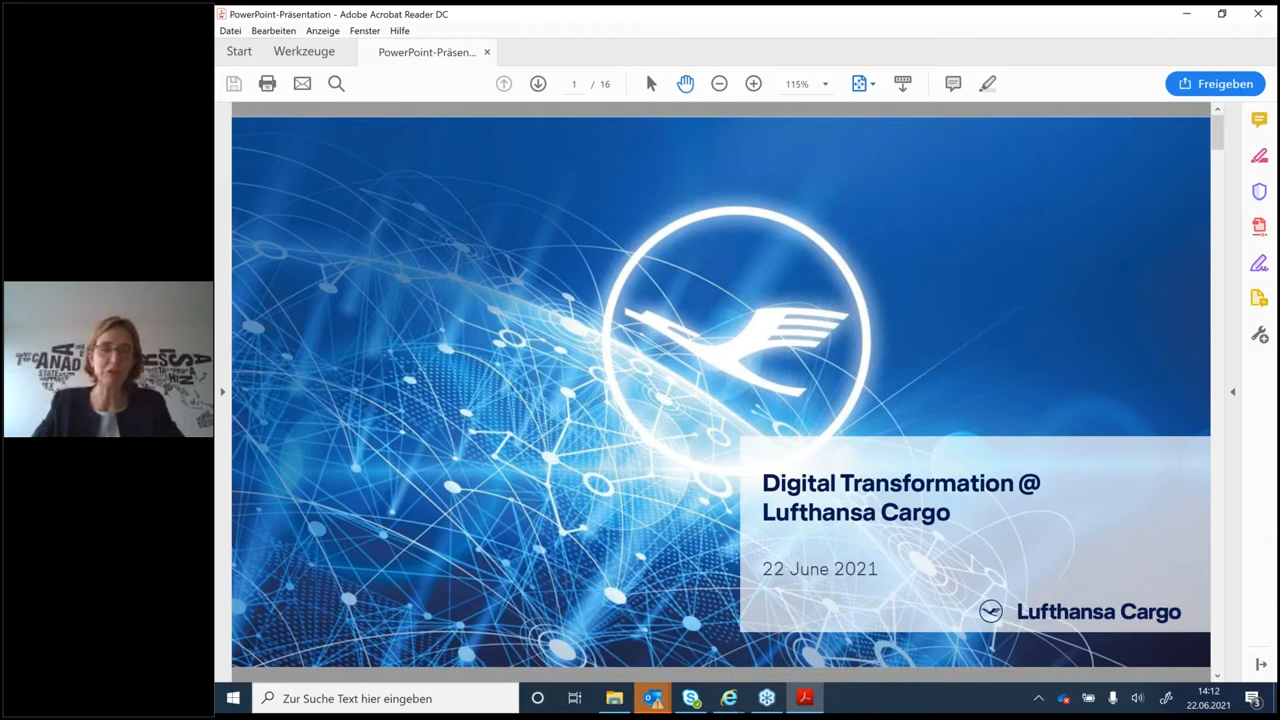 PowerPoint-Präsentation - Adobe Acrobat Reader DC
Datei Bearbeiten Anzeige Fenster Hilfe
Start Werkzeuge PowerPoint-Präsen...
1 / 16 115% Freigeben
CANADA
Digital Transformation @
Lufthansa Cargo
22 June 2021
Lufthansa Cargo
Zur Suche Text hier eingeben
14:12
22.06.2021
3